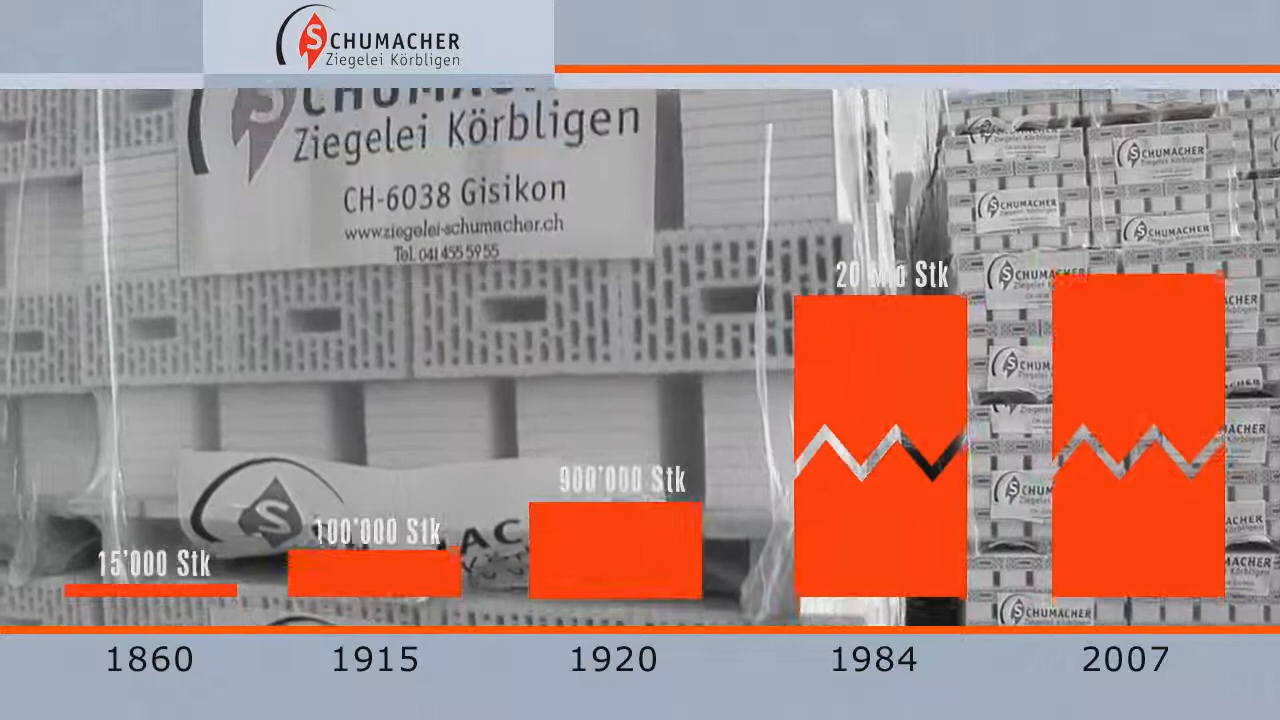 SCHUMACHER
Ziegelei Körbligen
SCHUMACHER
Ziegelei Körbligen
CH-6038 Gisikon
www.ziegelei-schumacher.ch
Tel. 041 455 59 55
SCHUMACHER
SCHUMACHER
20 Mio Stk
900'000 Stk
100'000 Stk
15'000 Stk
SCHUMACHER
1860
1915
1920
1984
2007